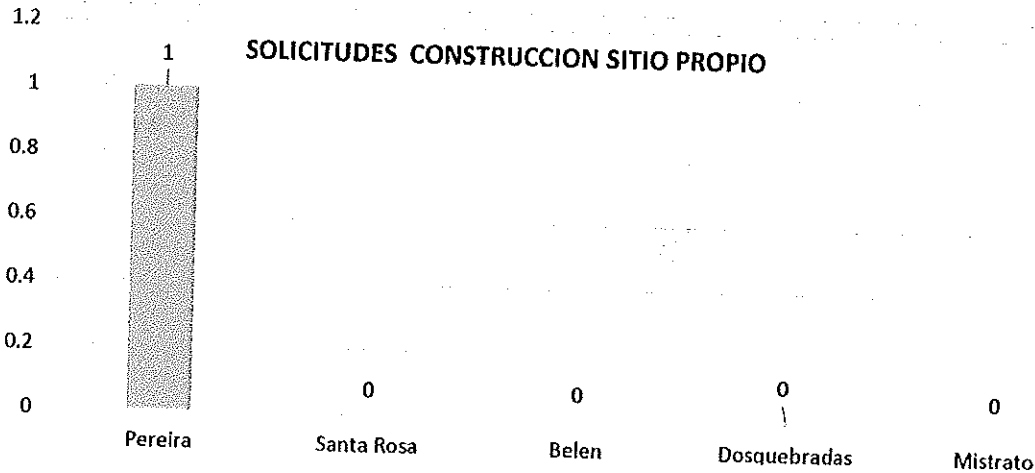 SOLICITUDES CONSTRUCCION SITIO PROPIO
1.2
1
0.8
0.6
0.4
0.2
0
1
0
0
0
0
Pereira
Santa Rosa
Belen
Dosquebradas
Mistrato